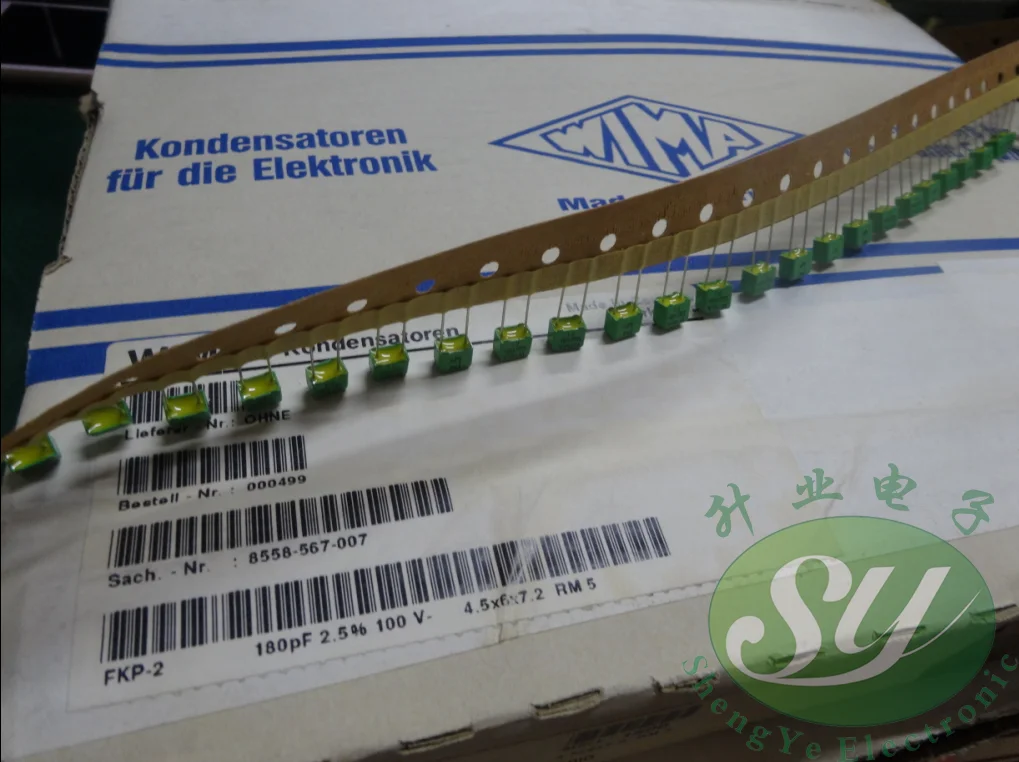 Kondensatoren
für die Elektronik
WIMA
Kondensatoren
Lieferer - Nr.: OHNE
Bestell - Nr. : 000499
Sach. - Nr. : 8558-567-007
FKP-2 180pF 2.5% 100 V- 4.5x6x7.2 RM 5
升业电子
SY
ShengYe Electronic